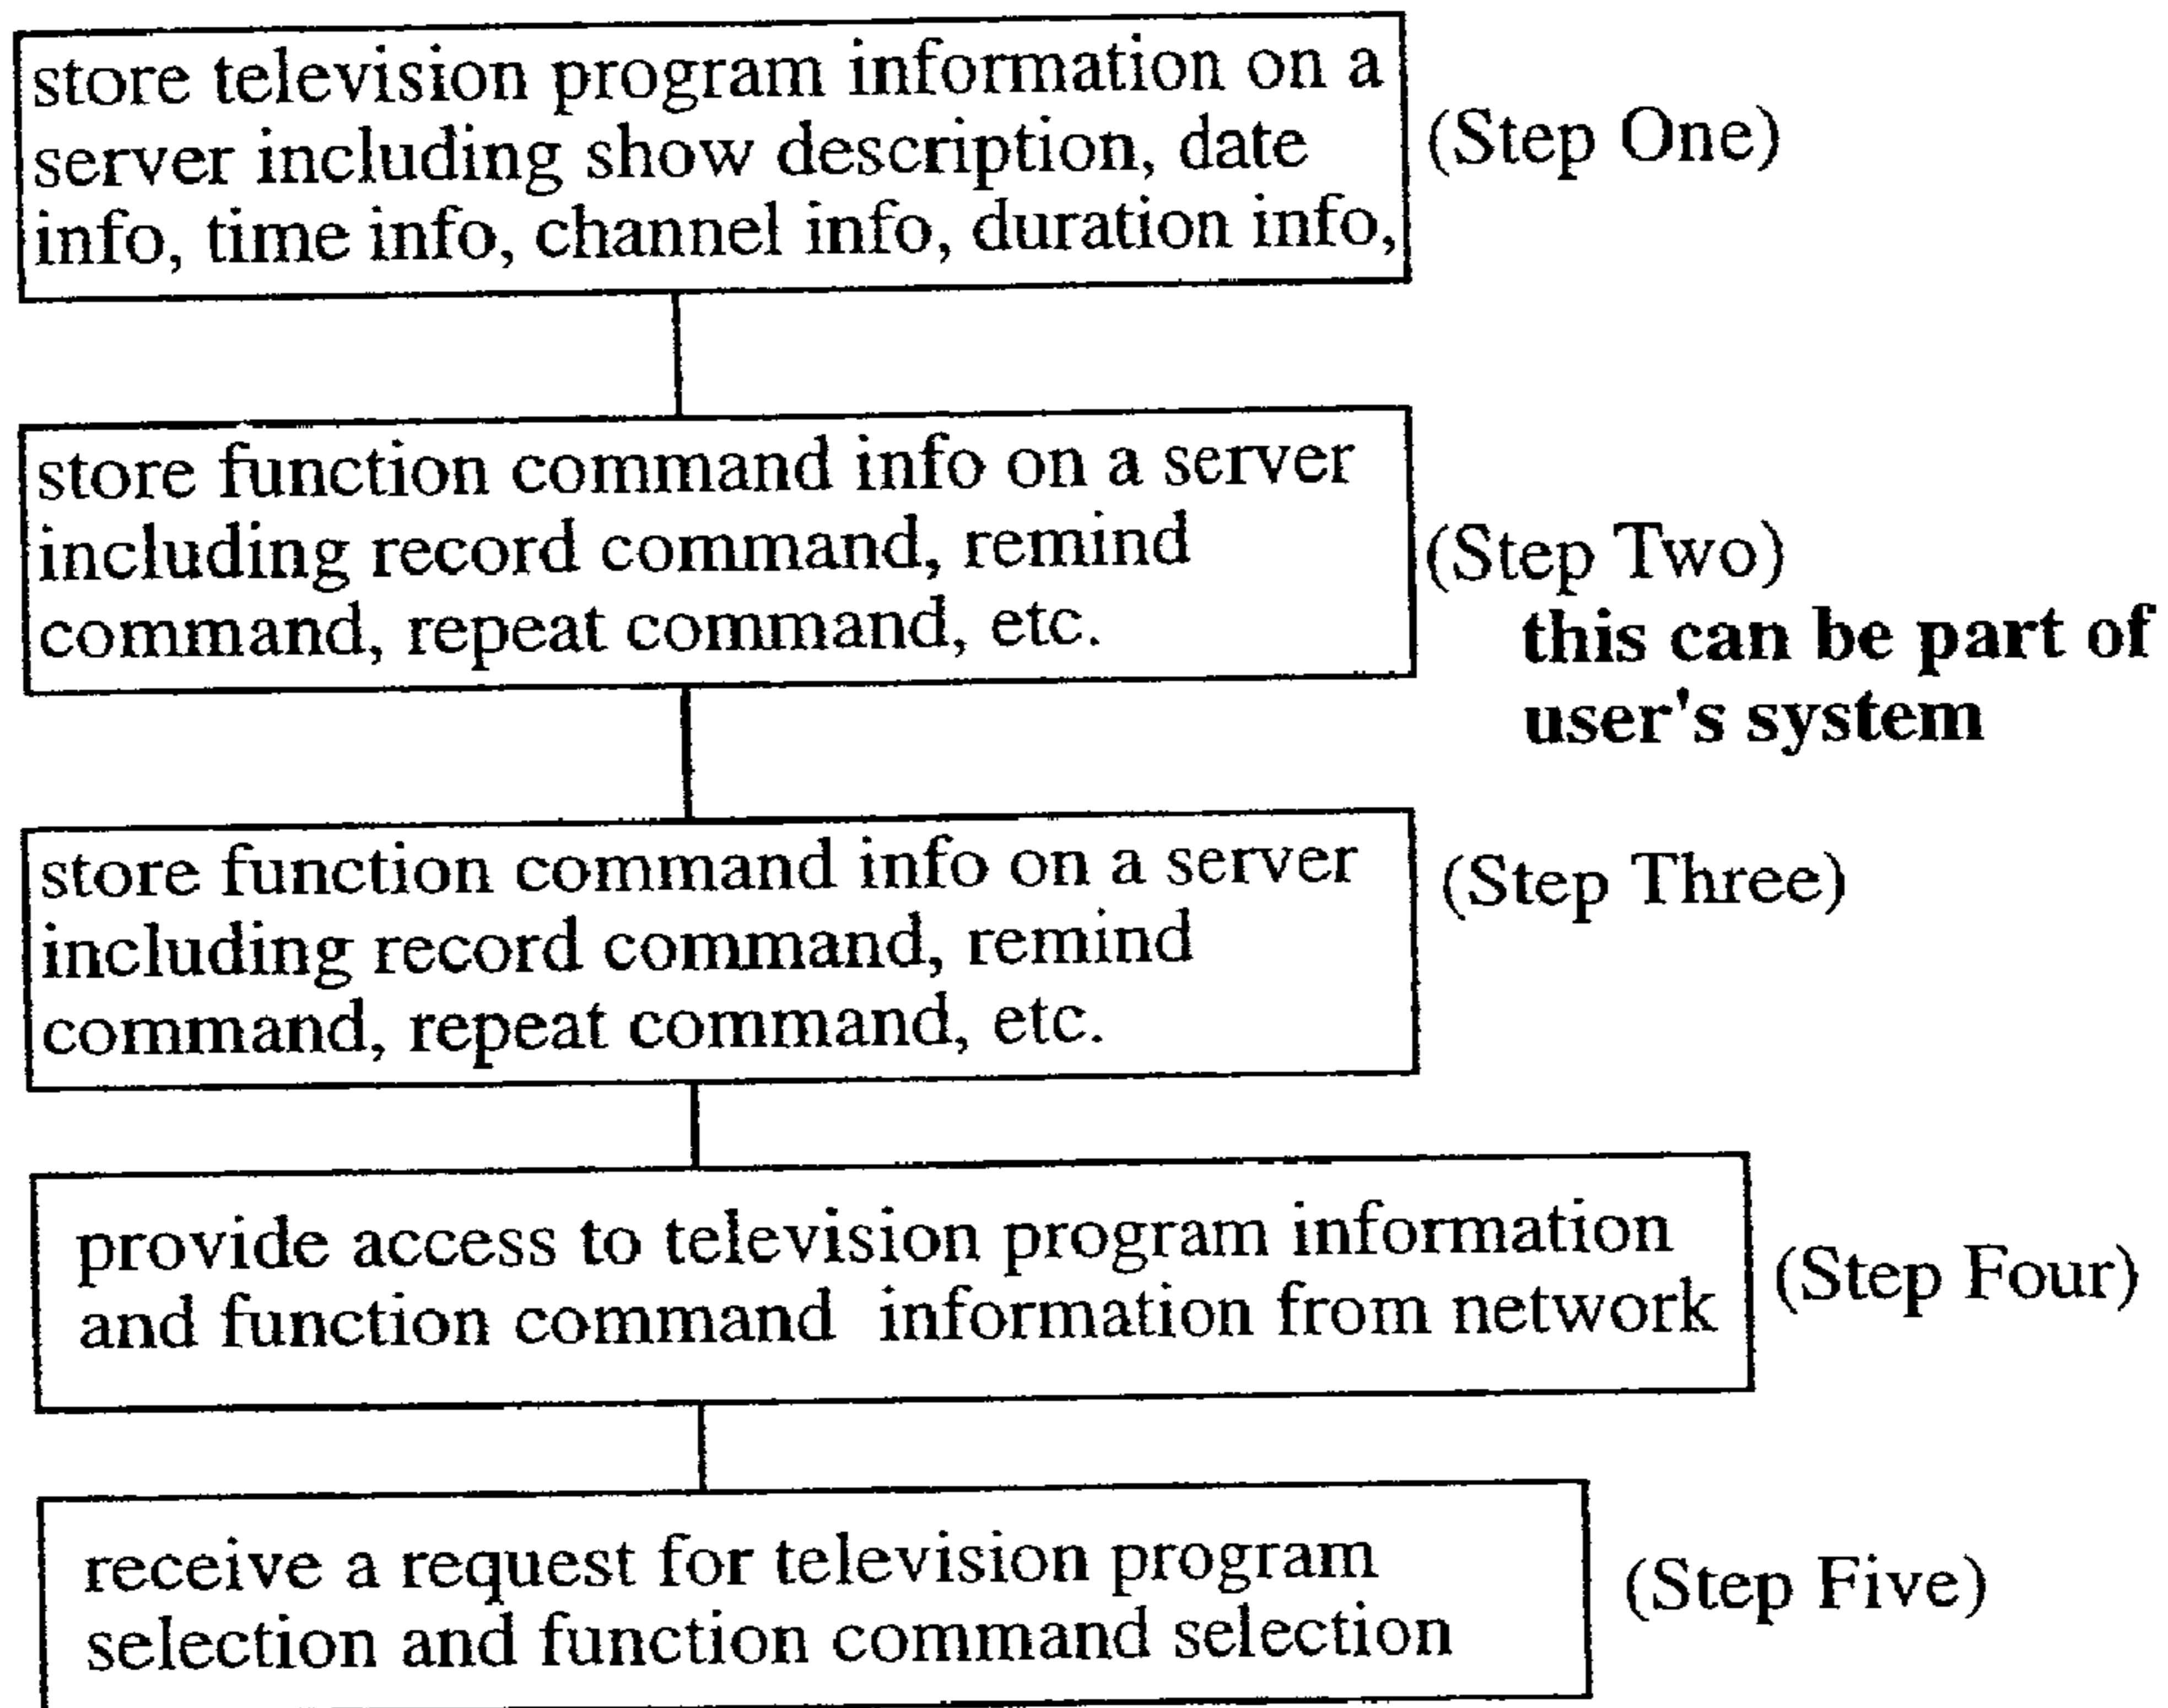 store television program information on a
server including show description, date
info, time info, channel info, duration info,
(Step One)
store function command info on a server
including record command, remind
command, repeat command, etc.
(Step Two)
this can be part of
user's system
store function command info on a server
including record command, remind
command, repeat command, etc.
(Step Three)
provide access to television program information
and function command information from network
(Step Four)
receive a request for television program
selection and function command selection
(Step Five)